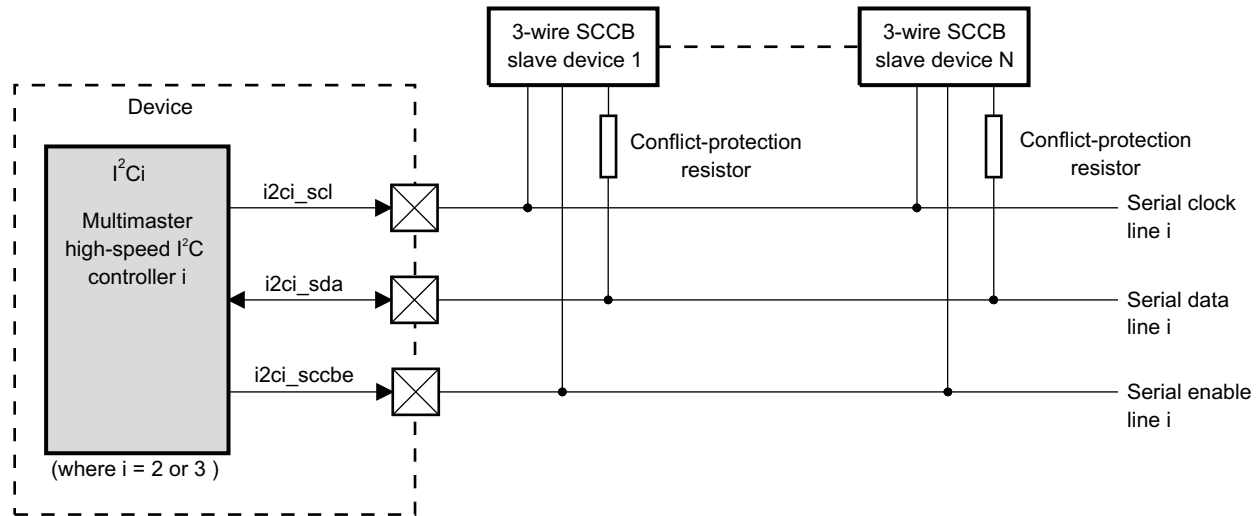 3-wire SCCB
slave device 1
3-wire SCCB
slave device N
Device
Conflict-protection
resistor
Conflict-protection
resistor
I²Ci
Multimaster
high-speed I²C
controller i
i2ci_scl
Serial clock
line i
i2ci_sda
Serial data
line i
i2ci_sccbe
Serial enable
line i
(where i = 2 or 3 )